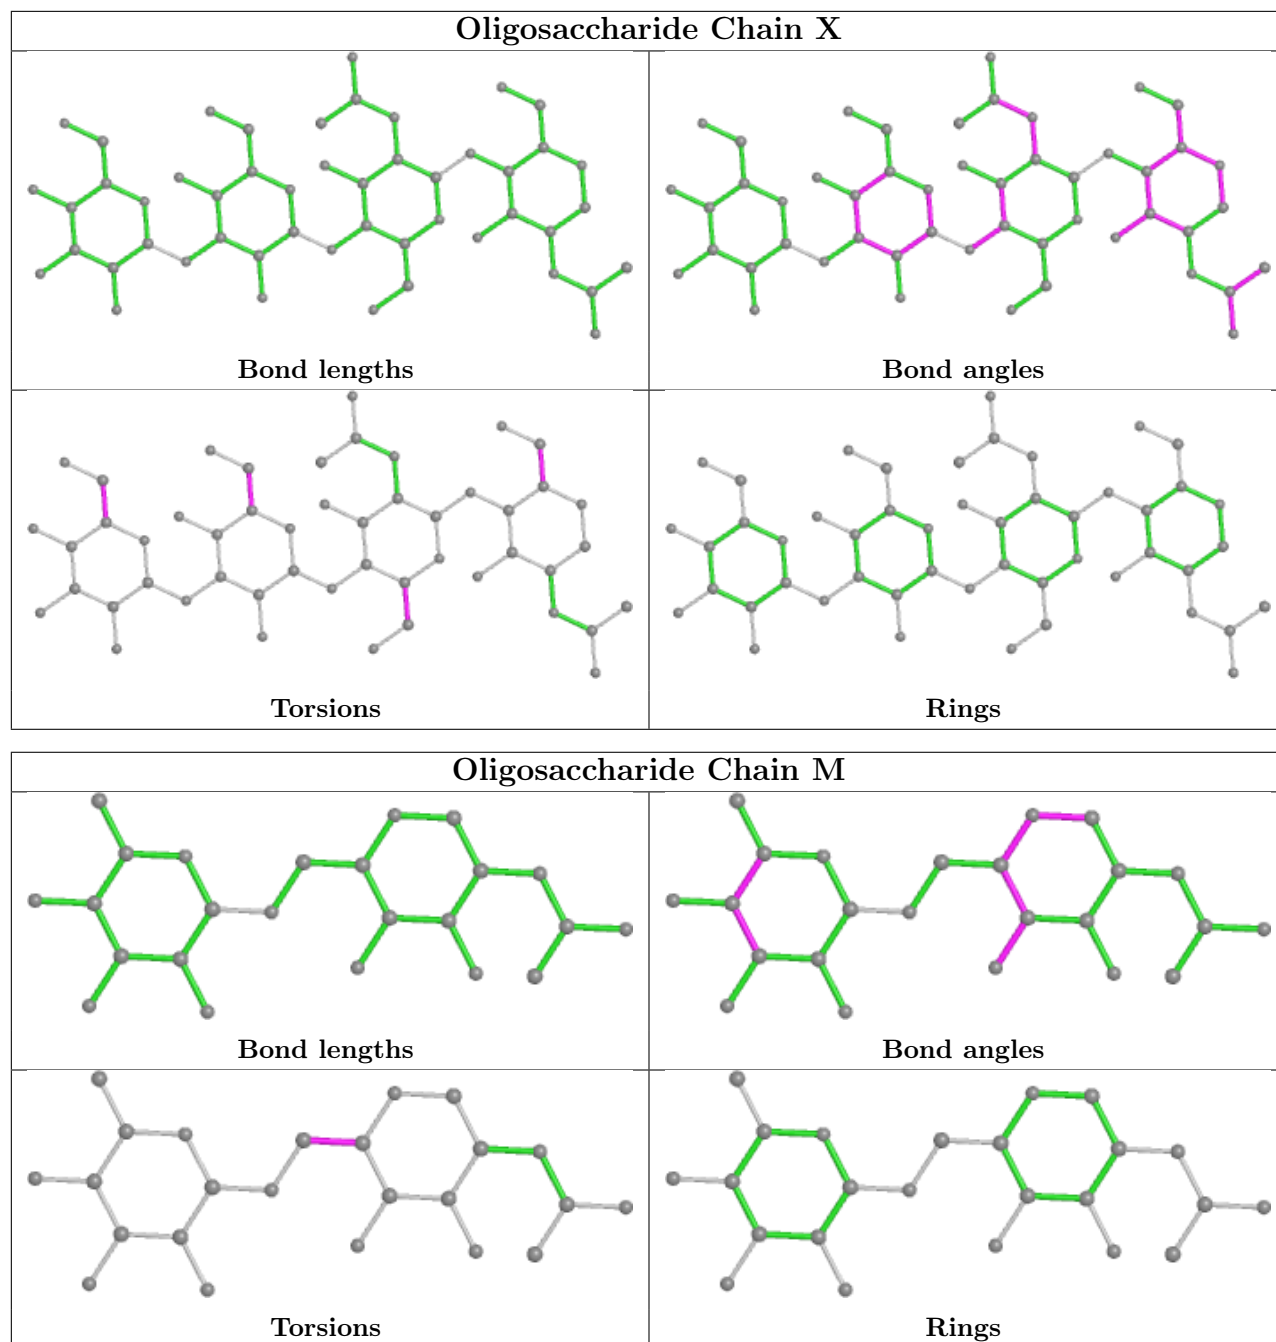 Oligosaccharide Chain X
Bond lengths
Bond angles
Torsions
Rings
Oligosaccharide Chain M
Bond lengths
Bond angles
Torsions
Rings